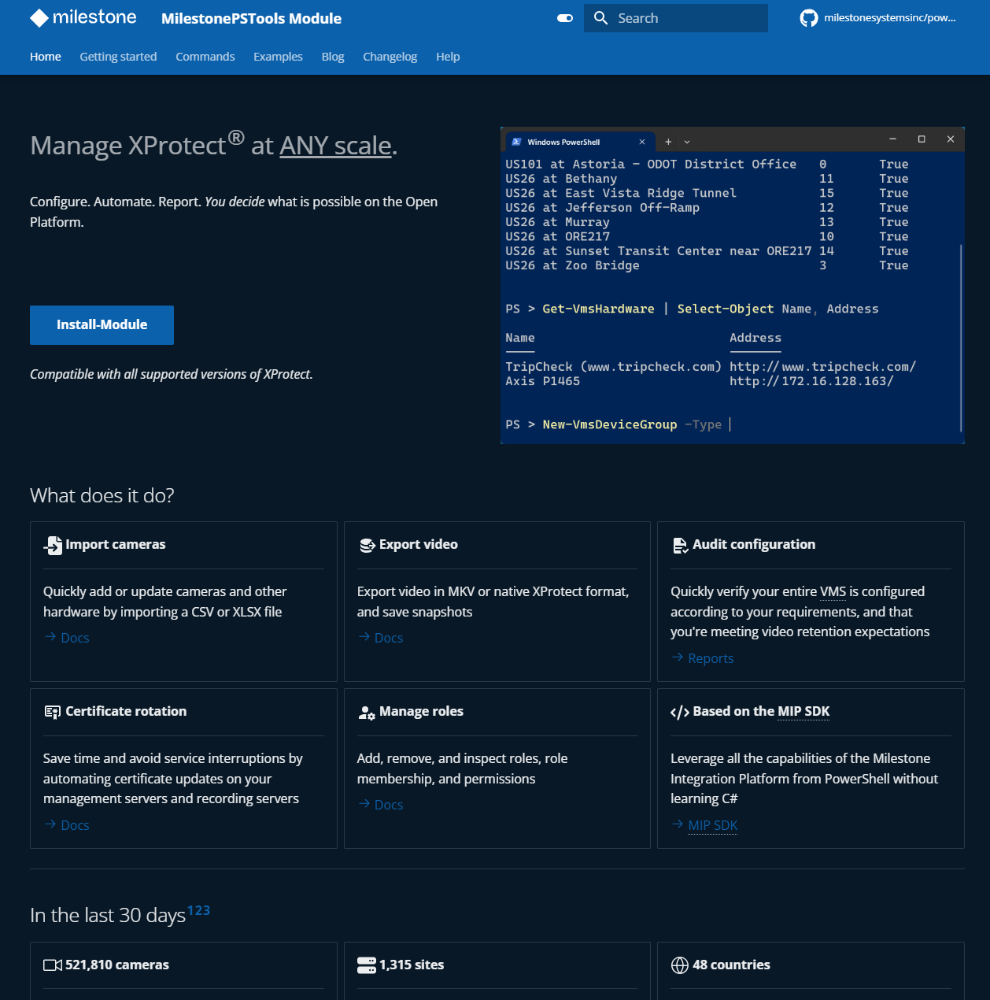 milestone MilestonePSTools Module Search milestonesystemsinc/pow...
Home Getting started Commands Examples Blog Changelog Help
Manage XProtect® at ANY scale.
Configure. Automate. Report. You decide what is possible on the Open
Platform.
Install-Module
Compatible with all supported versions of XProtect.
Windows PowerShell
US101 at Astoria - ODOT District Office 0 True
US26 at Bethany 11 True
US26 at East Vista Ridge Tunnel 15 True
US26 at Jefferson Off-Ramp 12 True
US26 at Murray 13 True
US26 at ORE217 10 True
US26 at Sunset Transit Center near ORE217 14 True
US26 at Zoo Bridge 3 True
PS > Get-VmsHardware | Select-Object Name, Address
Name Address
---- -------
TripCheck (www.tripcheck.com) http://www.tripcheck.com/
Axis P1465 http://172.16.128.163/
PS > New-VmsDeviceGroup -Type
What does it do?
Import cameras
Quickly add or update cameras and other
hardware by importing a CSV or XLSX file
→ Docs
Export video
Export video in MKV or native XProtect format,
and save snapshots
→ Docs
Audit configuration
Quickly verify your entire VMS is configured
according to your requirements, and that
you're meeting video retention expectations
→ Reports
Certificate rotation
Save time and avoid service interruptions by
automating certificate updates on your
management servers and recording servers
→ Docs
Manage roles
Add, remove, and inspect roles, role
membership, and permissions
→ Docs
Based on the MIP SDK
Leverage all the capabilities of the Milestone
Integration Platform from PowerShell without
learning C#
→ MIP SDK
In the last 30 days 1 2 3
521,810 cameras
1,315 sites
48 countries